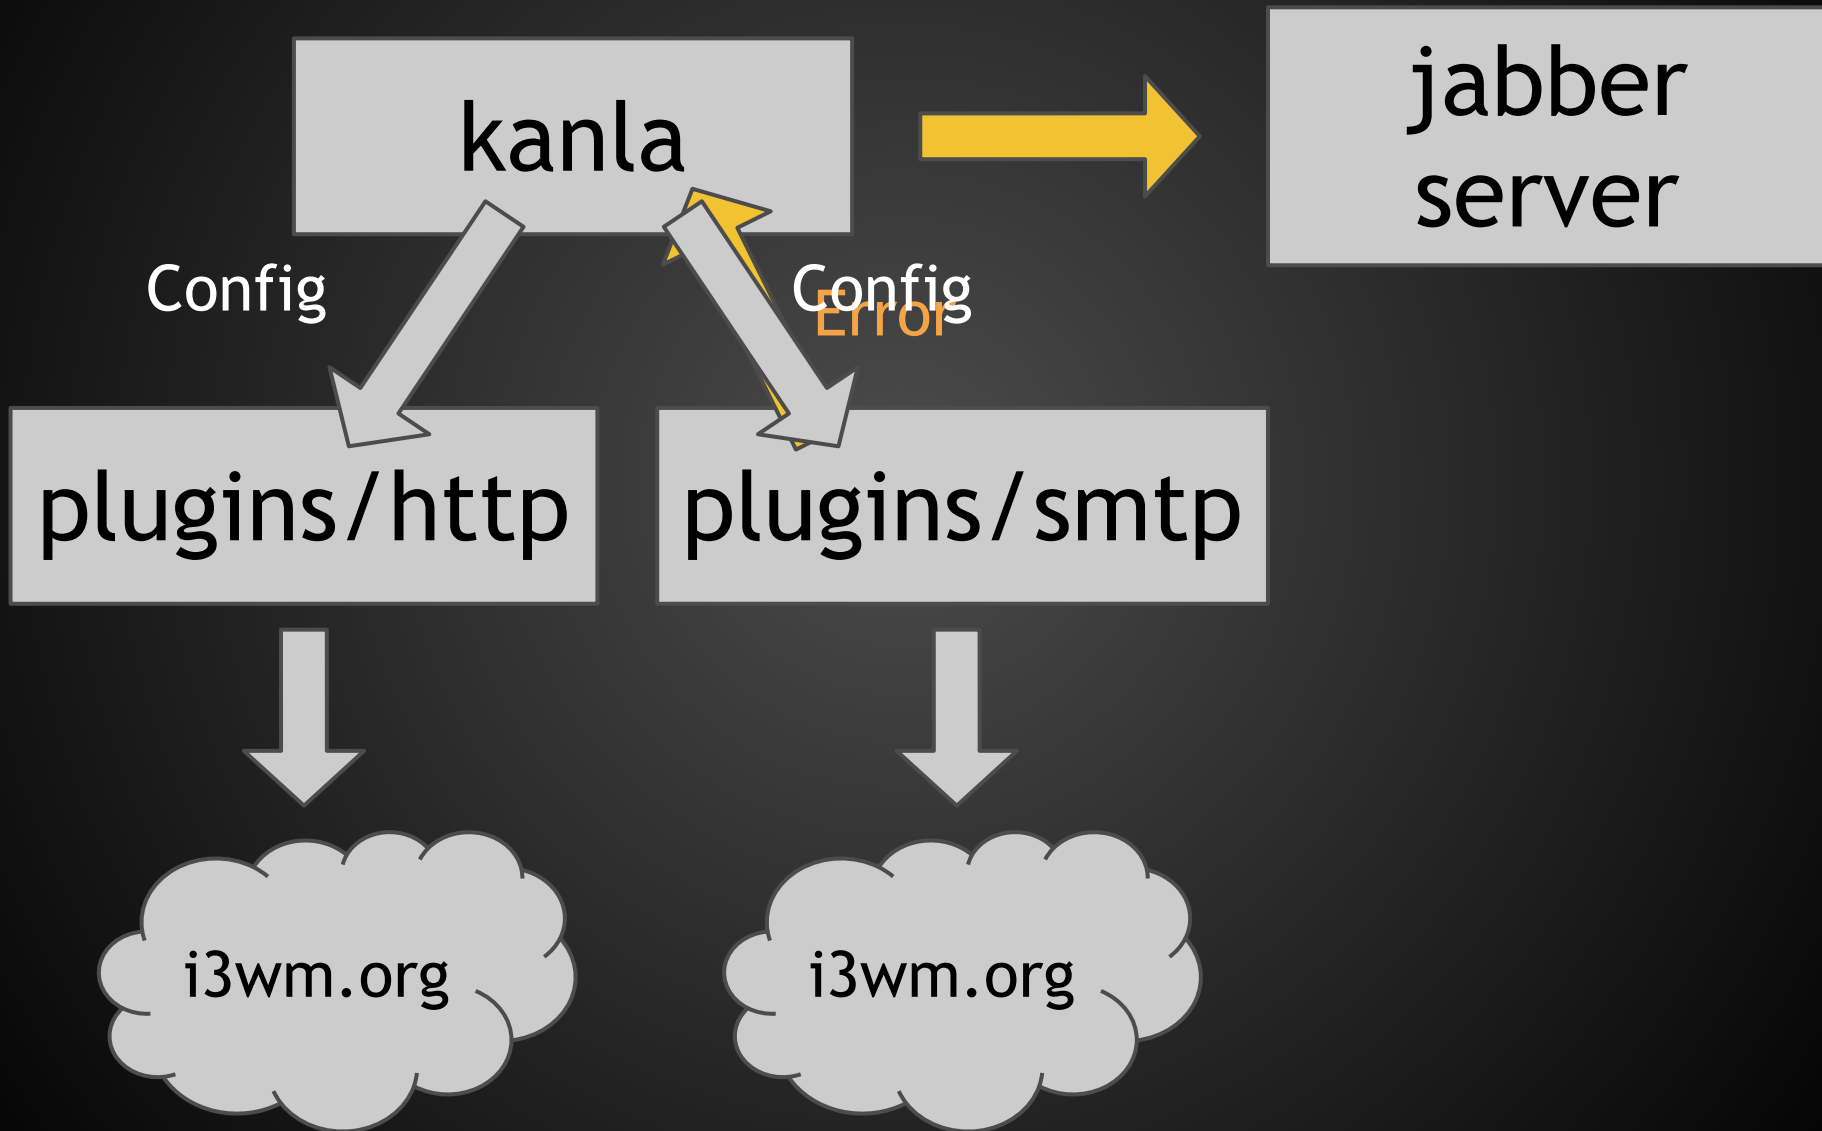 kanla
jabber
server
Config
Config
Error
plugins/http
plugins/smtp
i3wm.org
i3wm.org